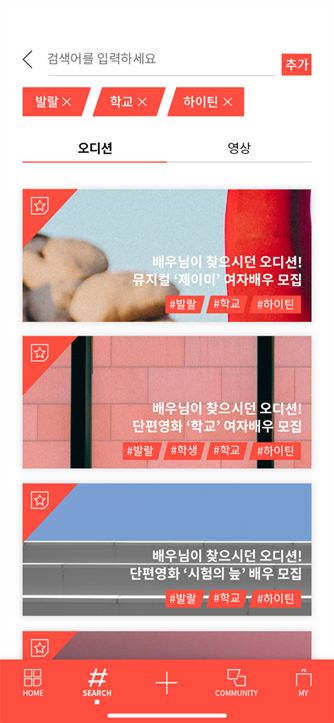 검색어를 입력하세요
추가
발랄 × 학교 × 하이틴 ×
오디션 영상
배우님이 찾으시던 오디션!
뮤지컬 ‘제이미’ 여자배우 모집
#발랄 #학교 #하이틴
배우님이 찾으시던 오디션!
단편영화 ‘학교’ 여자배우 모집
#발랄 #학생 #학교 #하이틴
배우님이 찾으시던 오디션!
단편영화 ‘시험의 늪’ 배우 모집
#발랄 #학교 #하이틴
HOME SEARCH COMMUNITY MY